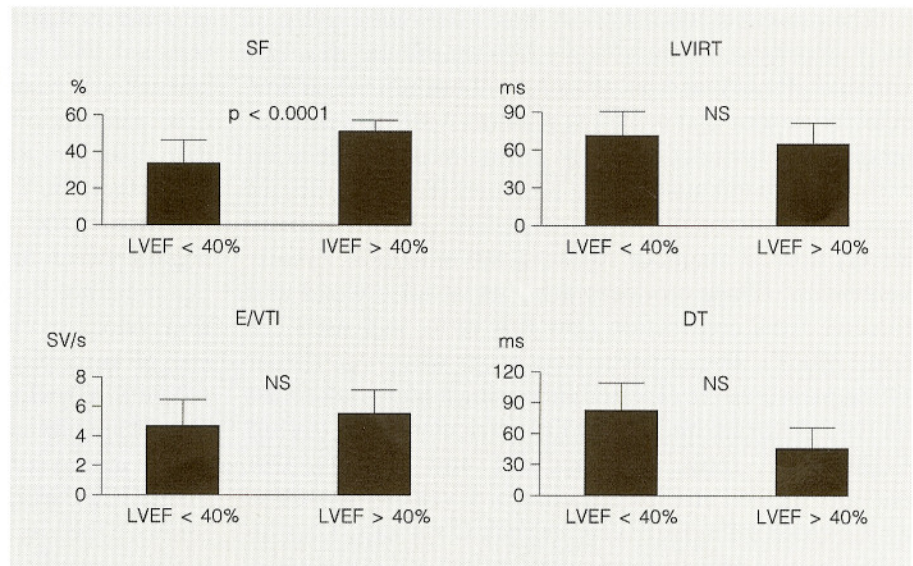 SF
%
p < 0.0001
60
40
20
0
LVEF < 40%
IVEF > 40%
LVIRT
ms
NS
90
60
30
0
LVEF < 40%
LVEF > 40%
E/VTI
SV/s
NS
8
6
4
2
0
LVEF < 40%
LVEF > 40%
DT
ms
NS
120
90
60
30
0
LVEF < 40%
LVEF > 40%